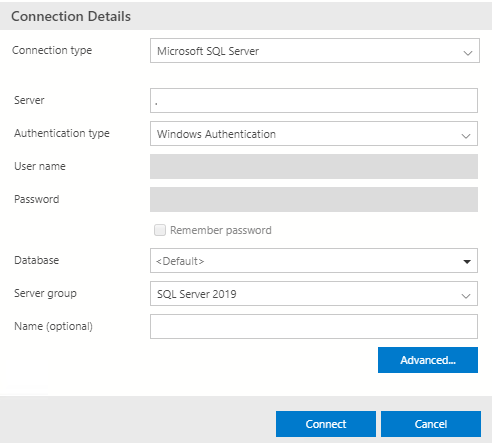 Connection Details
Connection type Microsoft SQL Server
Server .
Authentication type Windows Authentication
User name
Password
Remember password
Database <Default>
Server group SQL Server 2019
Name (optional)
Advanced...
Connect Cancel